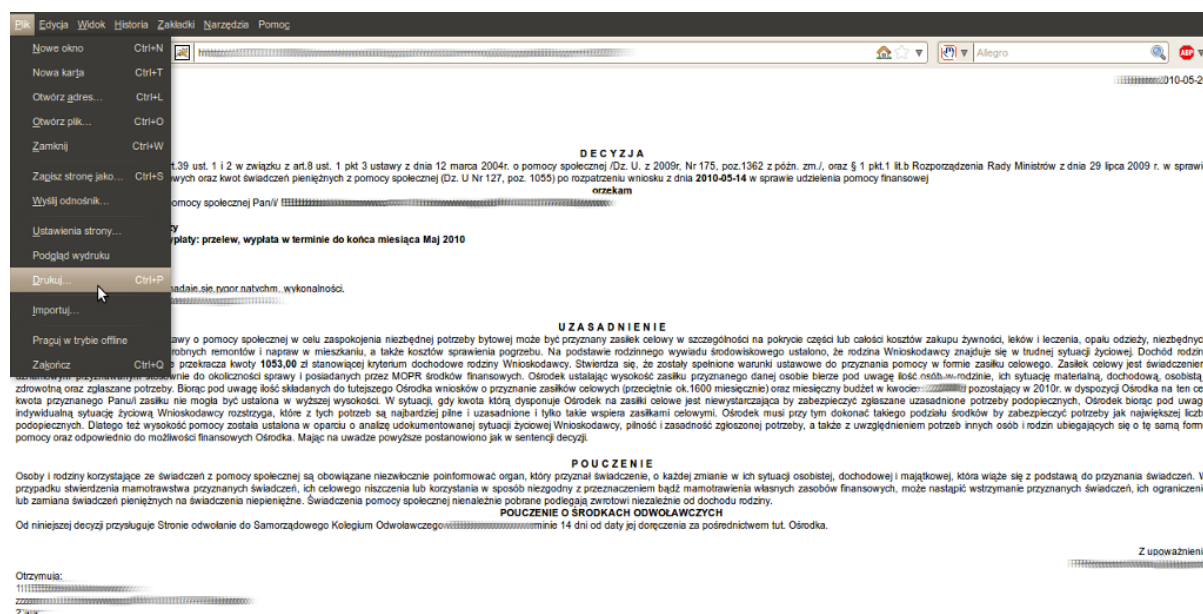 Plik Edycja Widok Historia Zakładki Narzędzia Pomoc
Nowe okno Ctrl+N
Nowa karta Ctrl+T
Otwórz adres... Ctrl+L
Otwórz plik... Ctrl+O
Zamknij Ctrl+W
Zapisz stronę jako... Ctrl+S
Wyślij odnośnik...
Ustawienia strony...
Podgląd wydruku
Drukuj... Ctrl+P
Importuj...
Pracuj w trybie offline
Zakończ Ctrl+Q
Allegro
ABP
2010-05-2
DECYZJA
t.39 ust. 1 i 2 w związku z art.8 ust. 1 pkt 3 ustawy z dnia 12 marca 2004r. o pomocy społecznej /Dz. U. z 2009r, Nr 175, poz.1362 z późn. zm./, oraz § 1 pkt.1 lit.b Rozporządzenia Rady Ministrów z dnia 29 lipca 2009 r. w sprawi
wych oraz kwot świadczeń pieniężnych z pomocy społecznej (Dz. U Nr 127, poz. 1055) po rozpatrzeniu wniosku z dnia 2010-05-14 w sprawie udzielenia pomocy finansowej
orzekam
omocy społecznej Pan/i/
zy
ypłaty: przelew, wypłata w terminie do końca miesiąca Maj 2010
nadaje się rygor natychm. wykonalności.
UZASADNIENIE
awy o pomocy społecznej w celu zaspokojenia niezbędnej potrzeby bytowej może być przyznany zasiłek celowy w szczególności na pokrycie części lub całości kosztów zakupu żywności, leków i leczenia, opału odzieży, niezbędnyc
robnych remontów i napraw w mieszkaniu, a także kosztów sprawienia pogrzebu. Na podstawie rodzinnego wywiadu środowiskowego ustalono, że rodzina Wnioskodawcy znajduje się w trudnej sytuacji życiowej. Dochód rodzin
e przekracza kwoty 1053,00 zł stanowiącej kryterium dochodowe rodziny Wnioskodawcy. Stwierdza się, że zostały spełnione warunki ustawowe do przyznania pomocy w formie zasiłku celowego. Zasiłek celowy jest świadczeniem
uznaniowym przyznawanym stosownie do okoliczności sprawy i posiadanych przez MOPR środków finansowych. Ośrodek ustalając wysokość zasiłku przyznanego danej osobie bierze pod uwagę ilość osób w rodzinie, ich sytuację materialną, dochodową, osobistą,
zdrowotną oraz zgłaszane potrzeby. Biorąc pod uwagę ilość składanych do tutejszego Ośrodka wniosków o przyznanie zasiłków celowych (przeciętnie ok.1600 miesięcznie) oraz miesięczny budżet w kwocie pozostający w 2010r. w dyspozycji Ośrodka na ten ce
kwota przyznanego Panu/i zasiłku nie mogła być ustalona w wyższej wysokości. W sytuacji, gdy kwota którą dysponuje Ośrodek na zasiłki celowe jest niewystarczająca by zabezpieczyć zgłaszane uzasadnione potrzeby podopiecznych, Ośrodek biorąc pod uwag
indywidualną sytuację życiową Wnioskodawcy rozstrzyga, które z tych potrzeb są najbardziej pilne i uzasadnione i tylko takie wspiera zasiłkami celowymi. Ośrodek musi przy tym dokonać takiego podziału środków by zabezpieczyć potrzeby jak największej liczb
podopiecznych. Dlatego też wysokość pomocy została ustalona w oparciu o analizę udokumentowanej sytuacji życiowej Wnioskodawcy, pilność i zasadność zgłoszonej potrzeby, a także z uwzględnieniem potrzeb innych osób i rodzin ubiegających się o tę samą form
pomocy oraz odpowiednio do możliwości finansowych Ośrodka. Mając na uwadze powyższe postanowiono jak w sentencji decyzji.
POUCZENIE
Osoby i rodziny korzystające ze świadczeń z pomocy społecznej są obowiązane niezwłocznie poinformować organ, który przyznał świadczenie, o każdej zmianie w ich sytuacji osobistej, dochodowej i majątkowej, która wiąże się z podstawą do przyznania świadczeń. W
przypadku stwierdzenia marnotrawstwa przyznanych świadczeń, ich celowego niszczenia lub korzystania w sposób niezgodny z przeznaczeniem bądź marnotrawienia własnych zasobów finansowych, może nastąpić wstrzymanie przyznanych świadczeń, ich ograniczeni
lub zamiana świadczeń pieniężnych na świadczenia niepieniężne. Świadczenia pomocy społecznej nienależnie pobrane podlegają zwrotowi niezależnie od dochodu rodziny.
POUCZENIE O ŚRODKACH ODWOŁAWCZYCH
Od niniejszej decyzji przysługuje Stronie odwołanie do Samorządowego Kolegium Odwoławczego minie 14 dni od daty jej doręczenia za pośrednictwem tut. Ośrodka.
Z upoważnieni
Otrzymują: